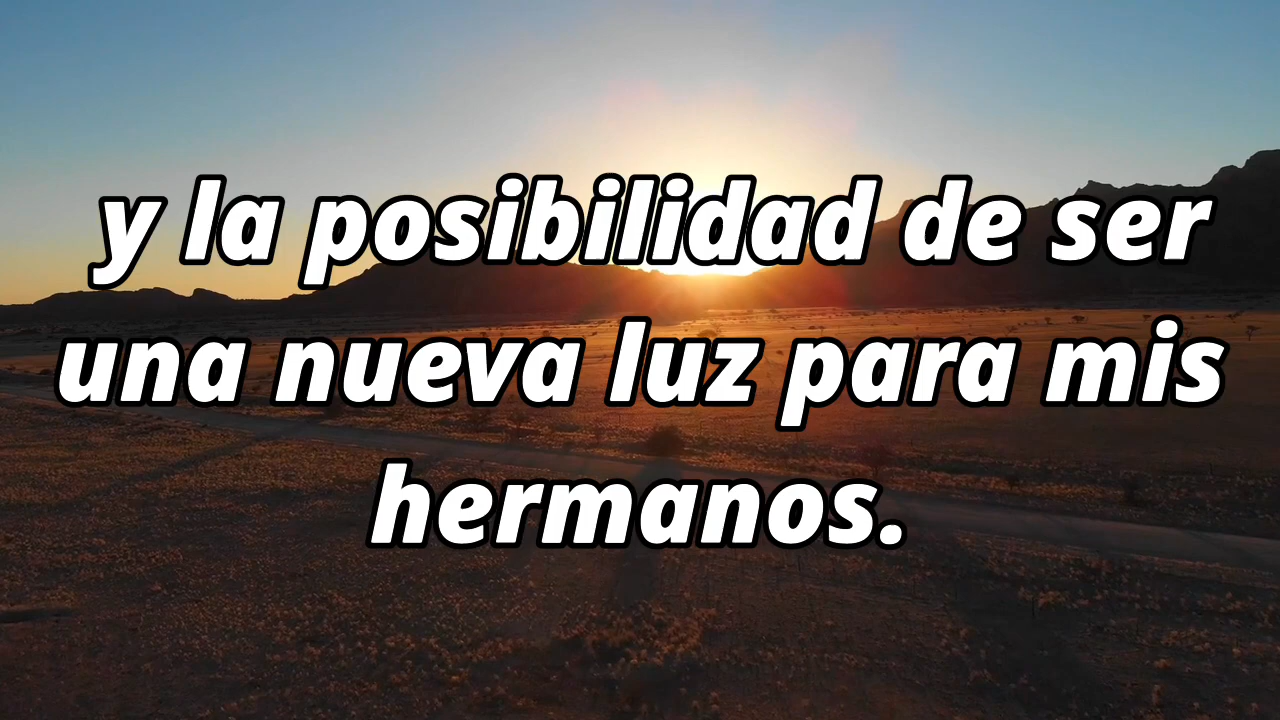 y la posibilidad de ser
una nueva luz para mis
hermanos.